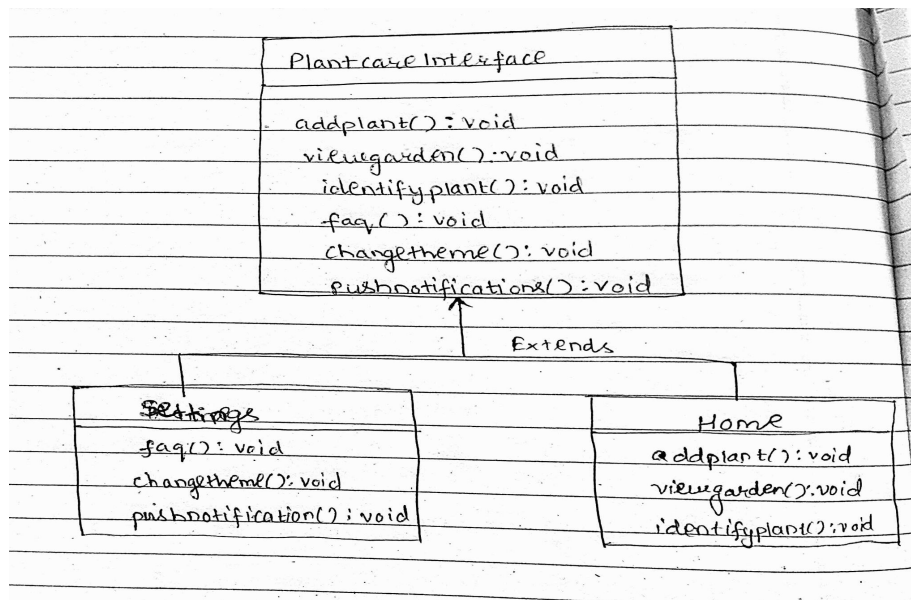 Plantcare Interface
addplant() : void
viewgarden() : void
identifyplant() : void
faq() : void
changetheme() : void
pushnotifications() : void
Extends
Settings
faq() : void
changetheme() : void
pushnotification() : void
Home
addplant() : void
viewgarden() : void
identifyplant() : void